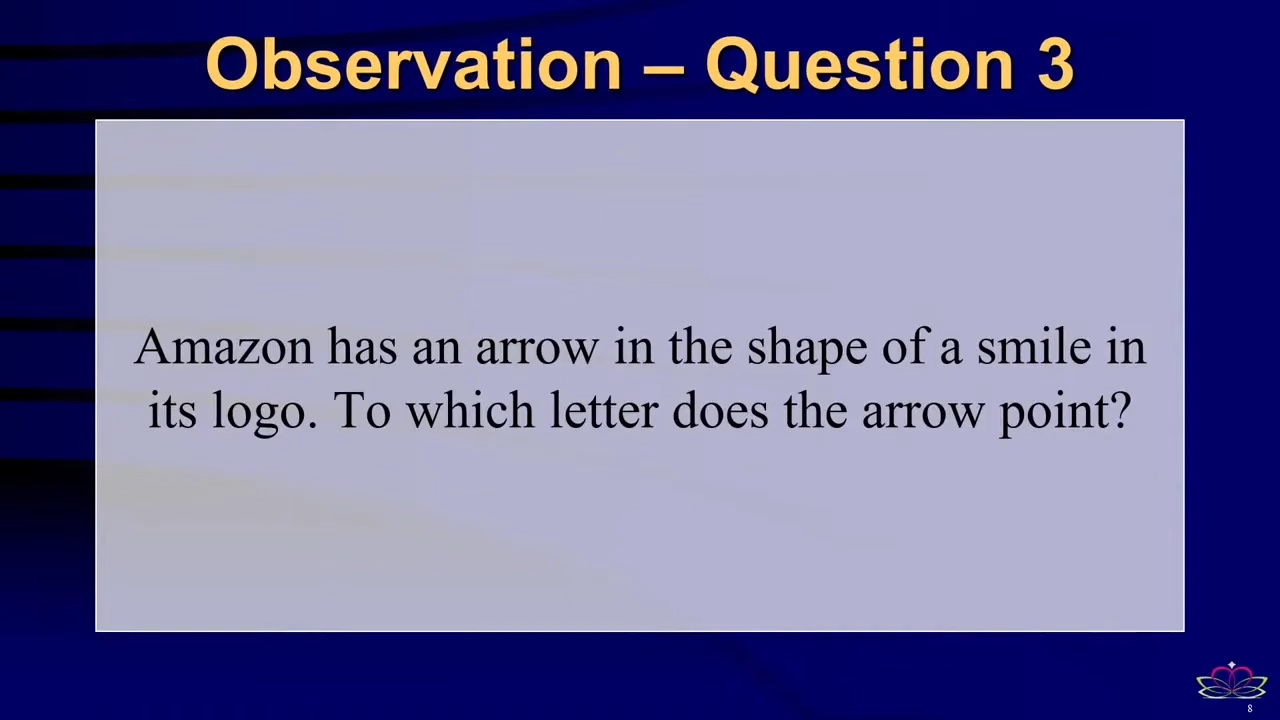 Observation – Question 3
Amazon has an arrow in the shape of a smile in
its logo. To which letter does the arrow point?
8